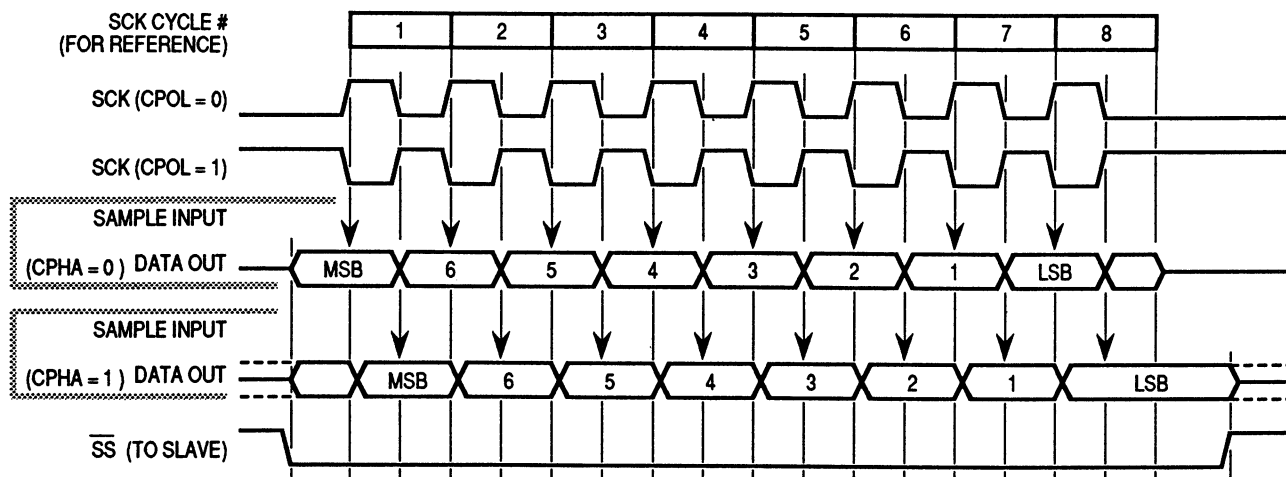 SCK CYCLE #
(FOR REFERENCE)
1 2 3 4 5 6 7 8
SCK (CPOL = 0)
SCK (CPOL = 1)
SAMPLE INPUT
(CPHA = 0) DATA OUT
MSB 6 5 4 3 2 1 LSB
SAMPLE INPUT
(CPHA = 1) DATA OUT
MSB 6 5 4 3 2 1 LSB
SS (TO SLAVE)